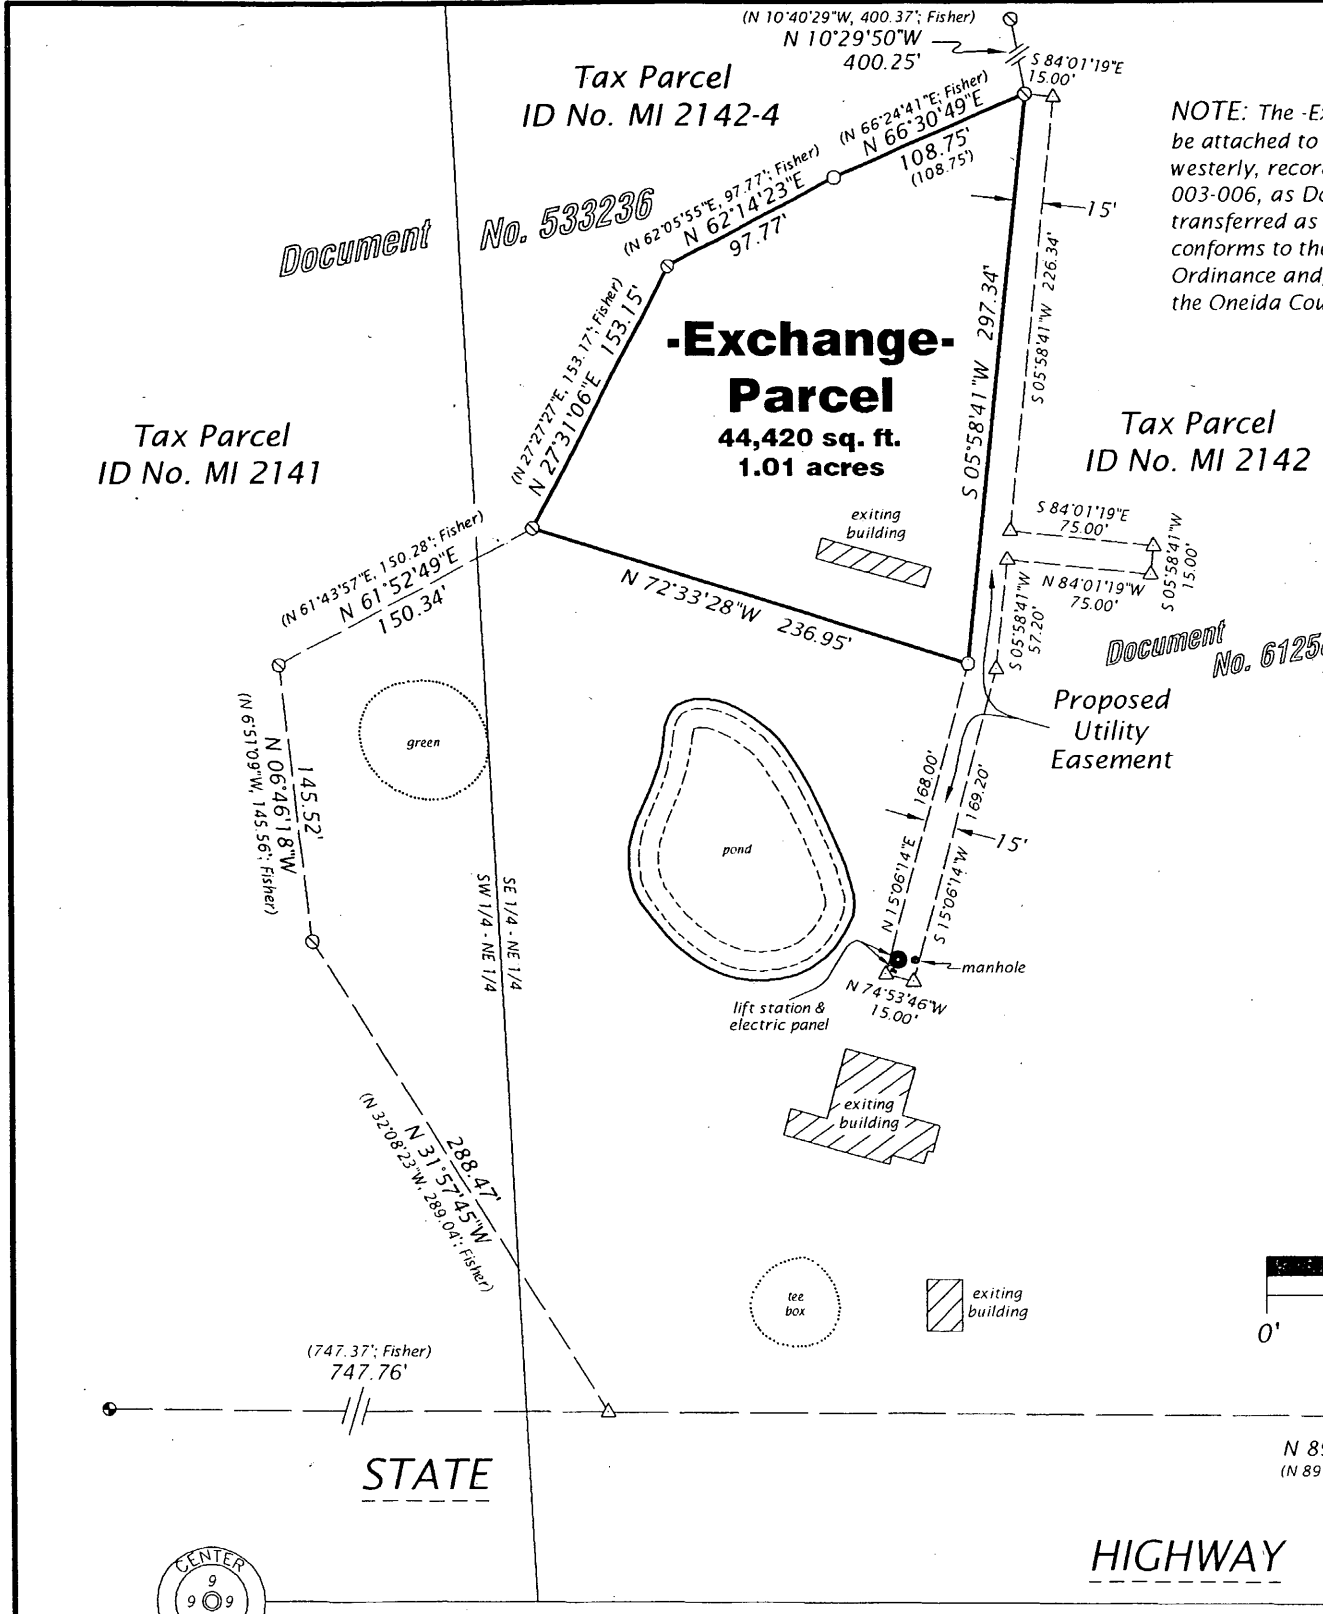 (N 10°40'29"W, 400.37'; Fisher)
N 10°29'50"W
400.25'
S 84°01'19"E
15.00'
Tax Parcel
ID No. MI 2142-4
(N 66°24'41"E; Fisher)
N 66°30'49"E
108.75'
(108.75')
NOTE: The -Ex
be attached to
westerly, recor
003-006, as Do
transferred as
conforms to the
Ordinance and
the Oneida Cou
(N 62°05'55"E, 97.77'; Fisher)
N 62°14'23"E
97.77'
Document No. 533236
15'
S 05°58'41"W 226.34'
S 05°58'41"W 297.34'
(N 27°27'27"E, 153.17'; Fisher)
N 27°31'06"E 153.15'
-Exchange-
Parcel
44,420 sq. ft.
1.01 acres
Tax Parcel
ID No. MI 2141
Tax Parcel
ID No. MI 2142
exiting
building
S 84°01'19"E
75.00'
S 05°58'41"W
15.00'
N 84°01'19"W
75.00'
S 05°58'41"W
57.20'
(N 61°43'57"E, 150.28'; Fisher)
N 61°52'49"E
150.34'
N 72°33'28"W 236.95'
Document
No. 6125
Proposed
Utility
Easement
(N 6°51'09"W, 145.56'; Fisher)
N 06°46'18"W
145.52'
green
pond
N 15°06'14"E 168.00'
S 15°06'14"W 169.20'
15'
SE 1/4 - NE 1/4
SW 1/4 - NE 1/4
manhole
N 74°53'46"W
15.00'
lift station &
electric panel
exiting
building
288.47'
N 31°57'45"W
(N 32°08'23"W, 289.04'; Fisher)
tee
box
exiting
building
0'
(747.37'; Fisher)
747.76'
N 89
(N 89
STATE
HIGHWAY
CENTER
9
9 9